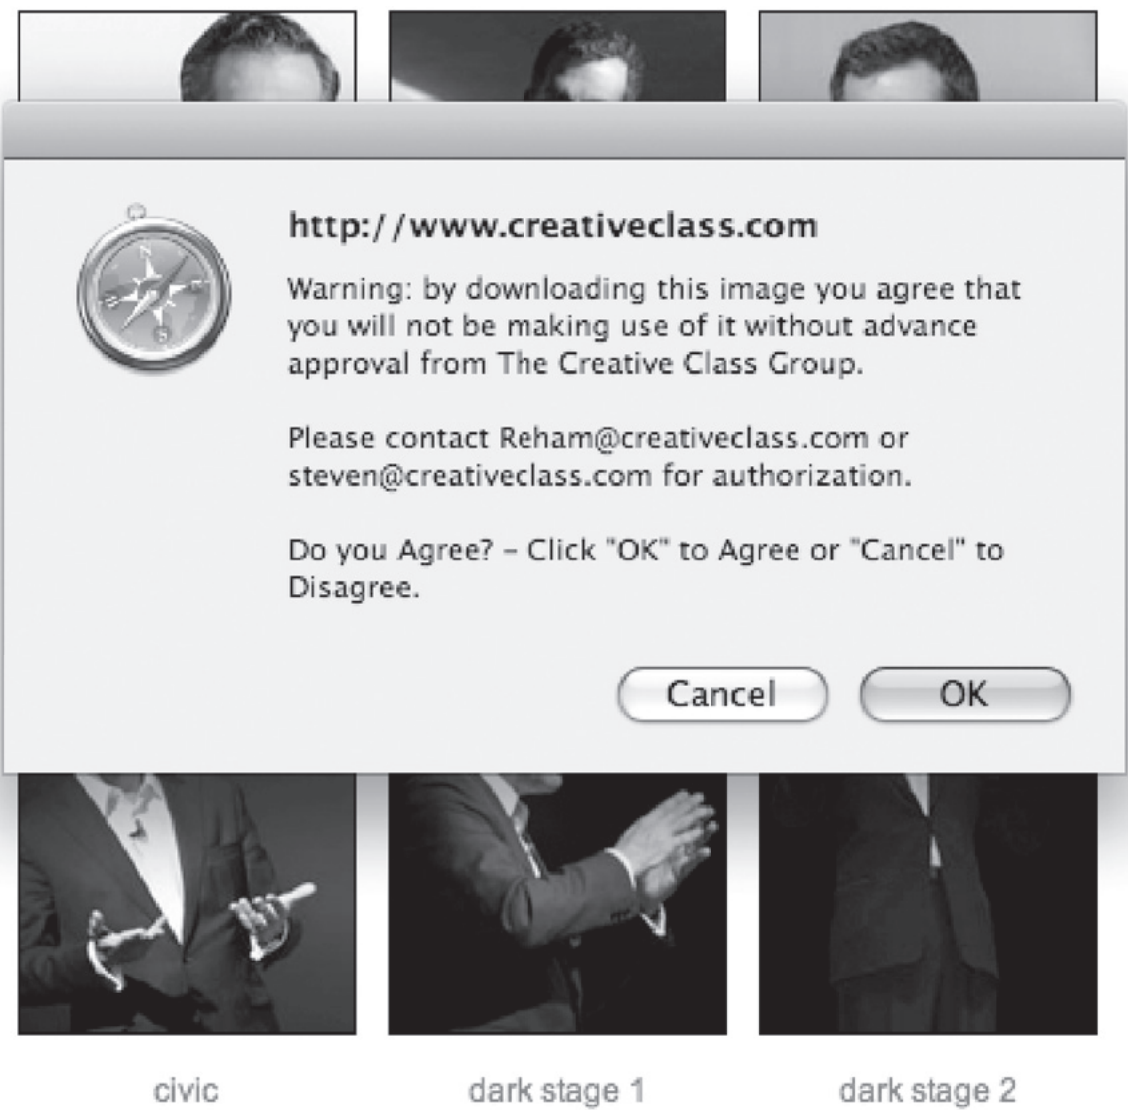 http://www.creativeclass.com
Warning: by downloading this image you agree that
you will not be making use of it without advance
approval from The Creative Class Group.
Please contact Reham@creativeclass.com or
steven@creativeclass.com for authorization.
Do you Agree? – Click "OK" to Agree or "Cancel" to
Disagree.
Cancel OK
civic dark stage 1 dark stage 2